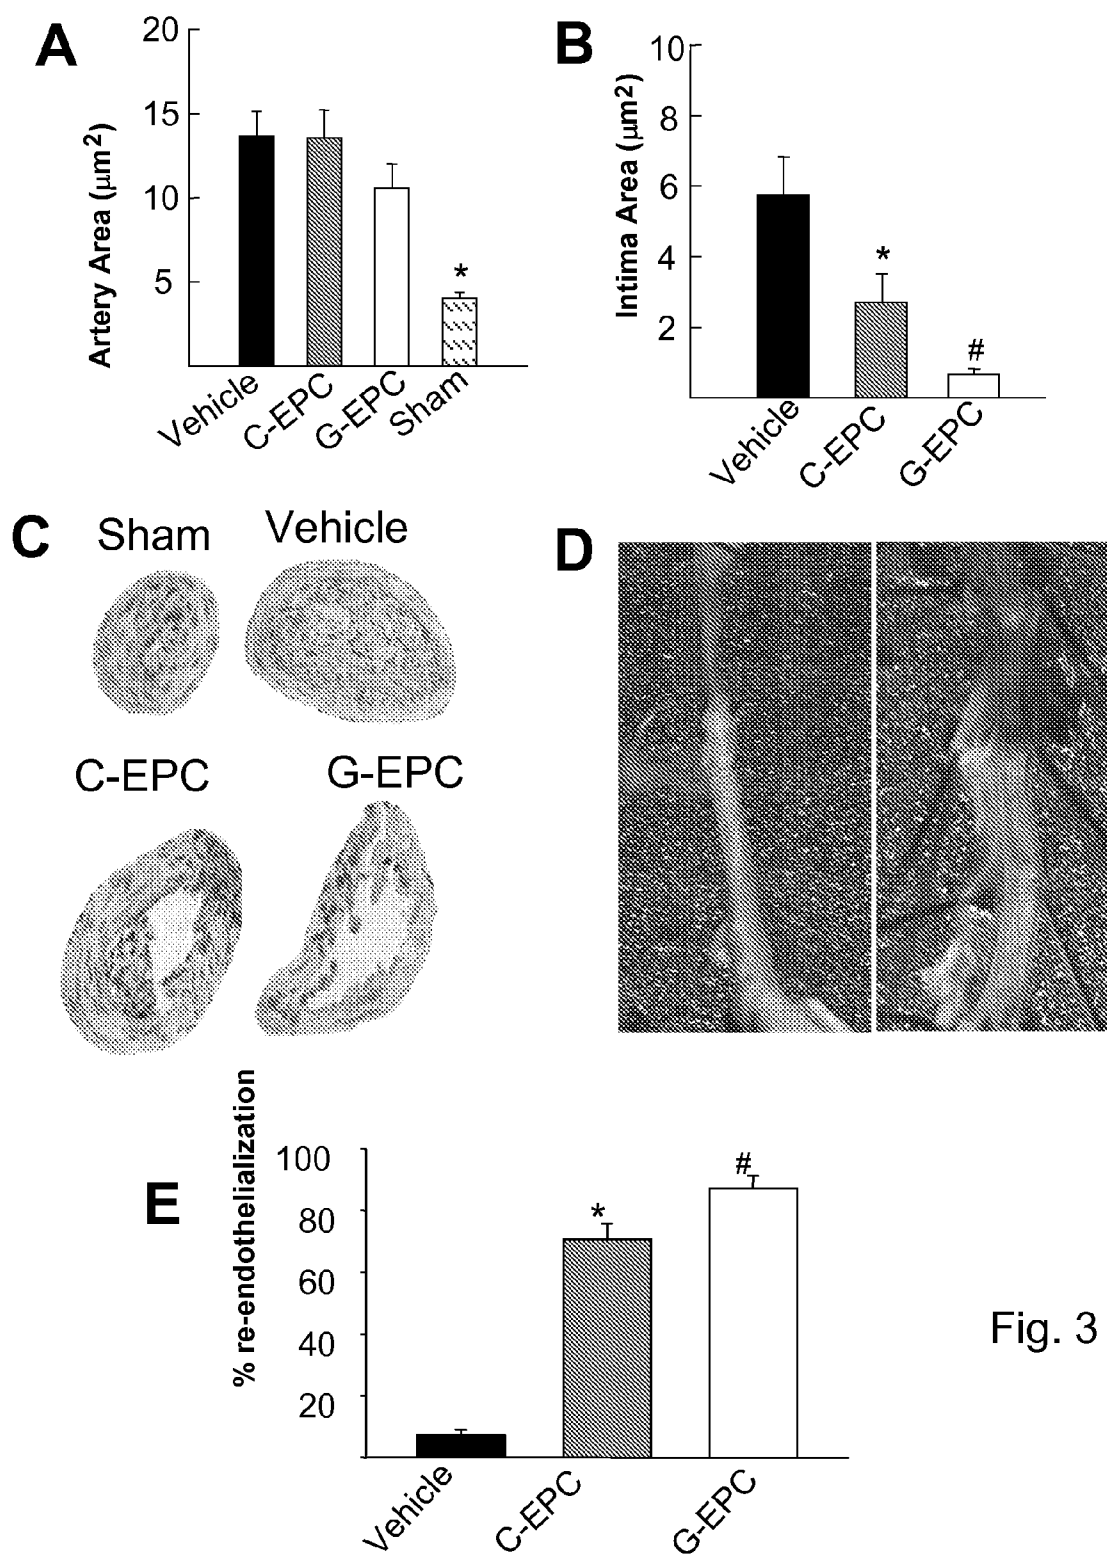 A
Artery Area (μm²)
20
15
10
5
*
Vehicle
C-EPC
G-EPC
Sham
B
Intima Area (μm²)
10
8
6
4
2
*
#
Vehicle
C-EPC
G-EPC
C
Sham
Vehicle
C-EPC
G-EPC
D
E
% re-endothelialization
100
80
60
40
20
*
#
Vehicle
C-EPC
G-EPC
Fig. 3